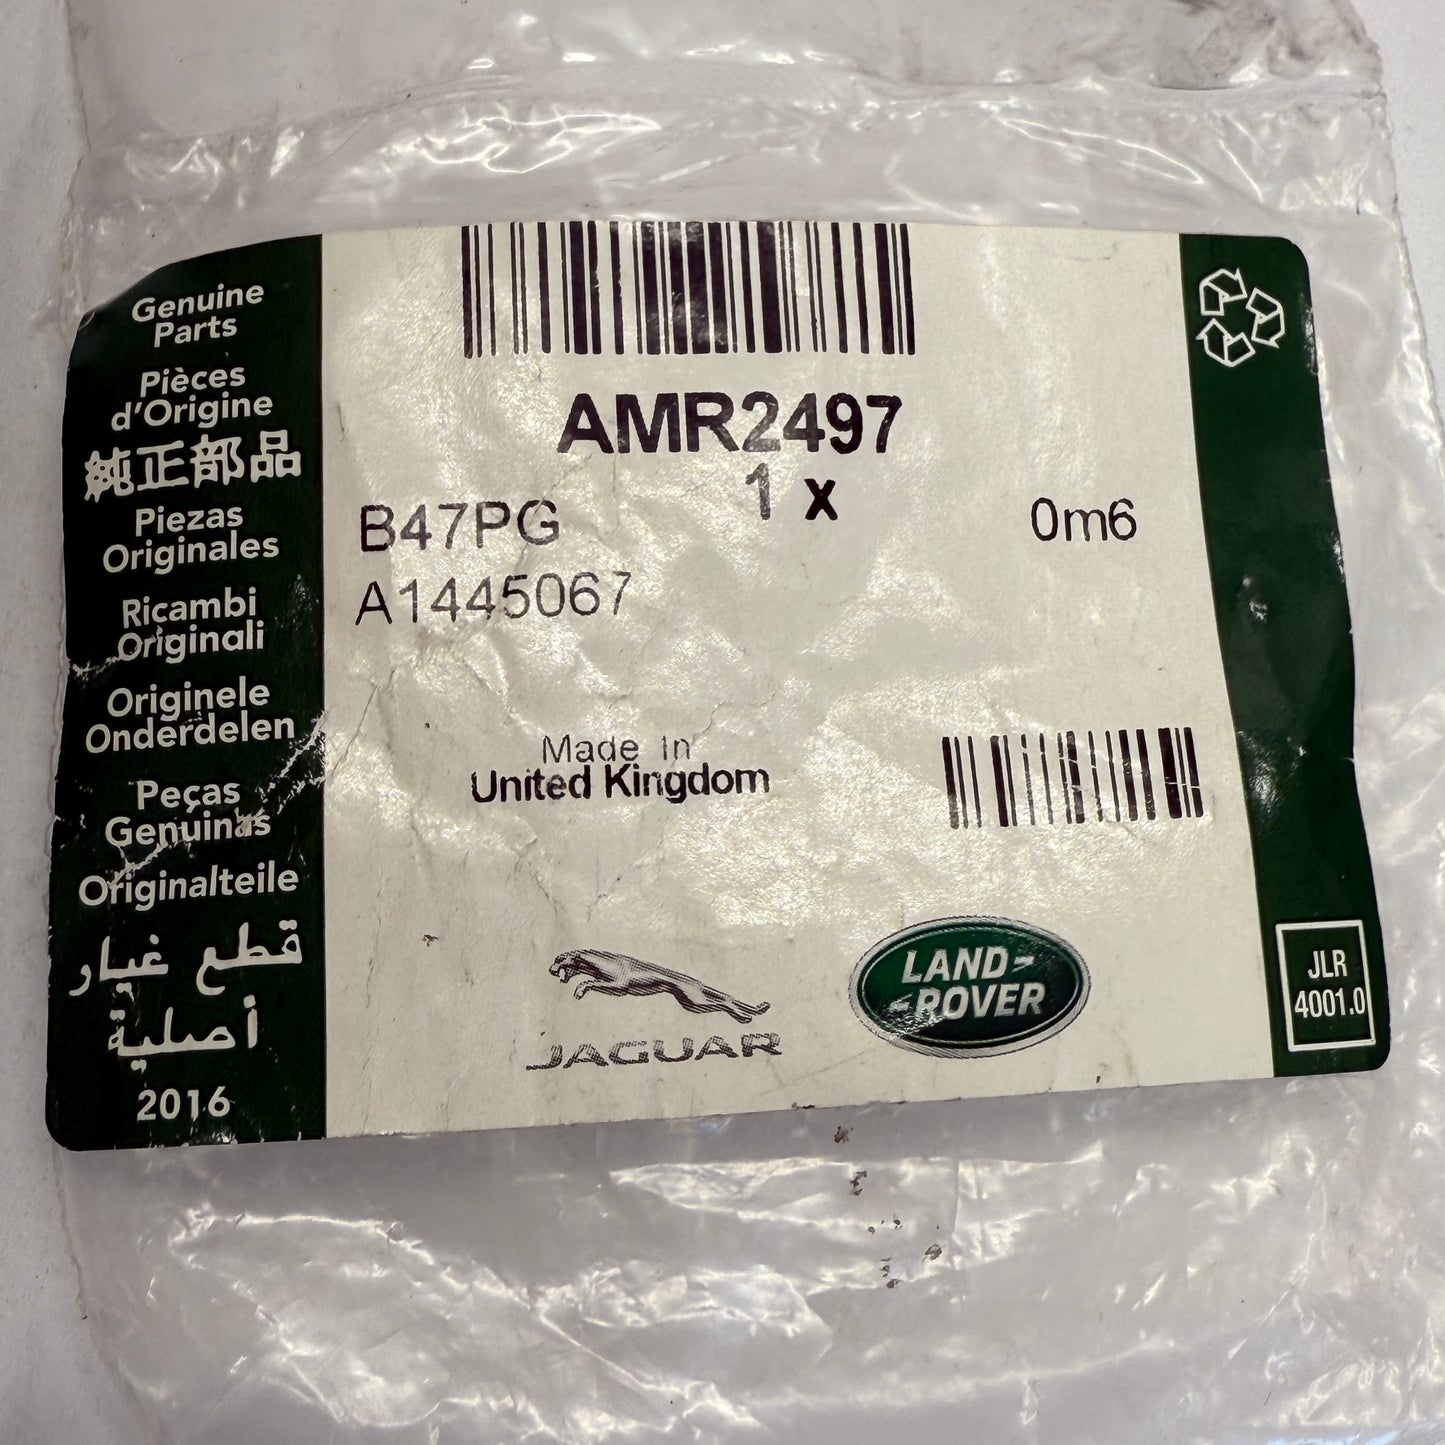 Genuine
Parts
Pièces
d'Origine
純正部品
Piezas
Originales
Ricambi
Originali
Originele
Onderdelen
Peças
Genuinas
Originalteile
قطع غيار
أصلية
2016
AMR2497
1 x
B47PG
0m6
A1445067
Made in
United Kingdom
JAGUAR
LAND-
-ROVER
JLR
4001.0